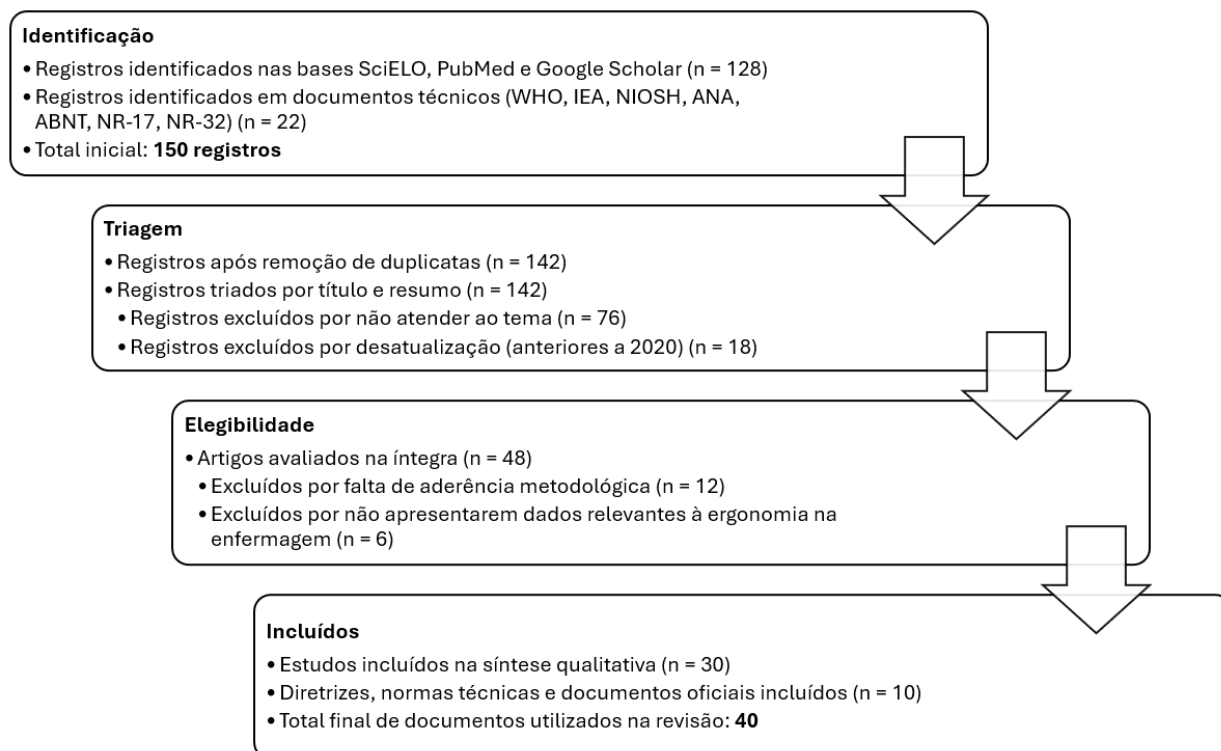 Identificação
• Registros identificados nas bases SciELO, PubMed e Google Scholar (n = 128)
• Registros identificados em documentos técnicos (WHO, IEA, NIOSH, ANA,
ABNT, NR-17, NR-32) (n = 22)
• Total inicial: 150 registros
Triagem
• Registros após remoção de duplicatas (n = 142)
• Registros triados por título e resumo (n = 142)
• Registros excluídos por não atender ao tema (n = 76)
• Registros excluídos por desatualização (anteriores a 2020) (n = 18)
Elegibilidade
• Artigos avaliados na íntegra (n = 48)
• Excluídos por falta de aderência metodológica (n = 12)
• Excluídos por não apresentarem dados relevantes à ergonomia na
enfermagem (n = 6)
Incluídos
• Estudos incluídos na síntese qualitativa (n = 30)
• Diretrizes, normas técnicas e documentos oficiais incluídos (n = 10)
• Total final de documentos utilizados na revisão: 40